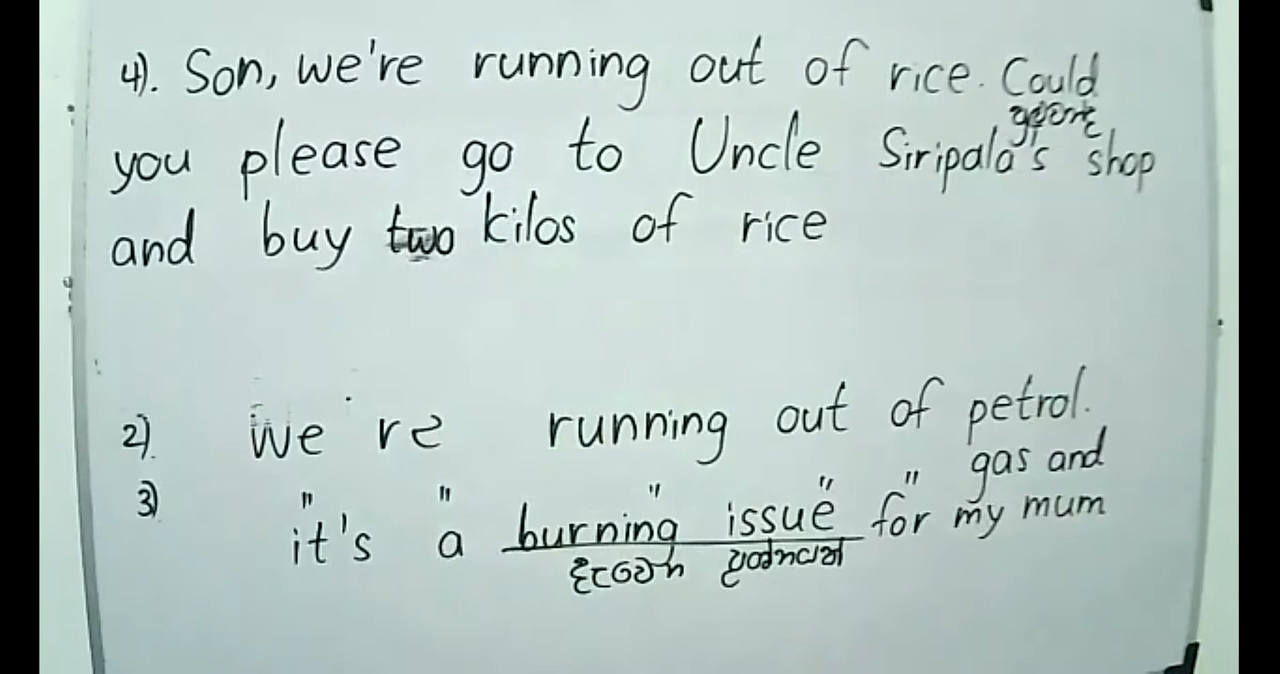 4). Son, we're running out of rice. Could
you please go to Uncle Siripala's shop
and buy two kilos of rice
2). We're running out of petrol.
3) " " " " " gas and
it's a burning issue for my mum